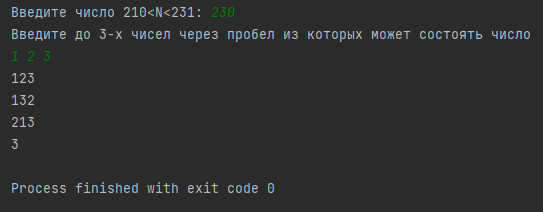 Введите число 210<N<231: 230
Введите до 3-х чисел через пробел из которых может состоять число
1 2 3
123
132
213
3
Process finished with exit code 0